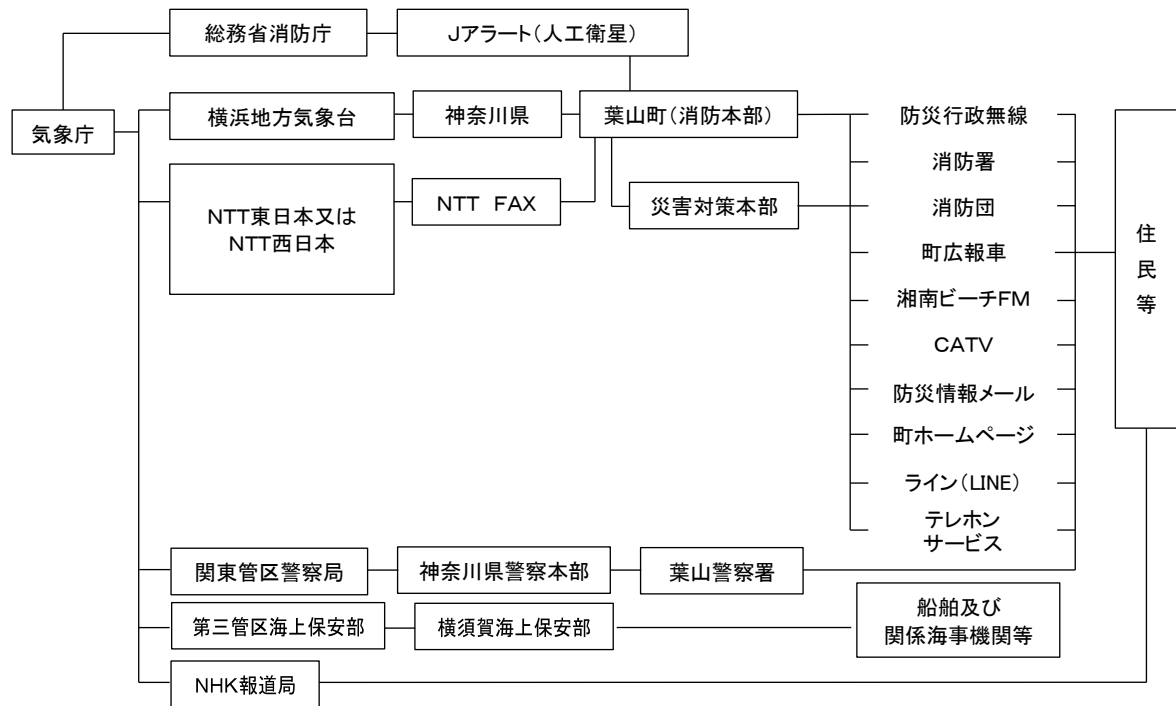 総務省消防庁
Jアラート(人工衛星)
気象庁
横浜地方気象台
神奈川県
葉山町(消防本部)
防災行政無線
消防署
NTT東日本又は
NTT西日本
NTT FAX
災害対策本部
消防団
町広報車
湘南ビーチFM
CATV
防災情報メール
町ホームページ
ライン(LINE)
テレホン
サービス
住
民
等
関東管区警察局
神奈川県警察本部
葉山警察署
第三管区海上保安部
横須賀海上保安部
船舶及び
関係海事機関等
NHK報道局